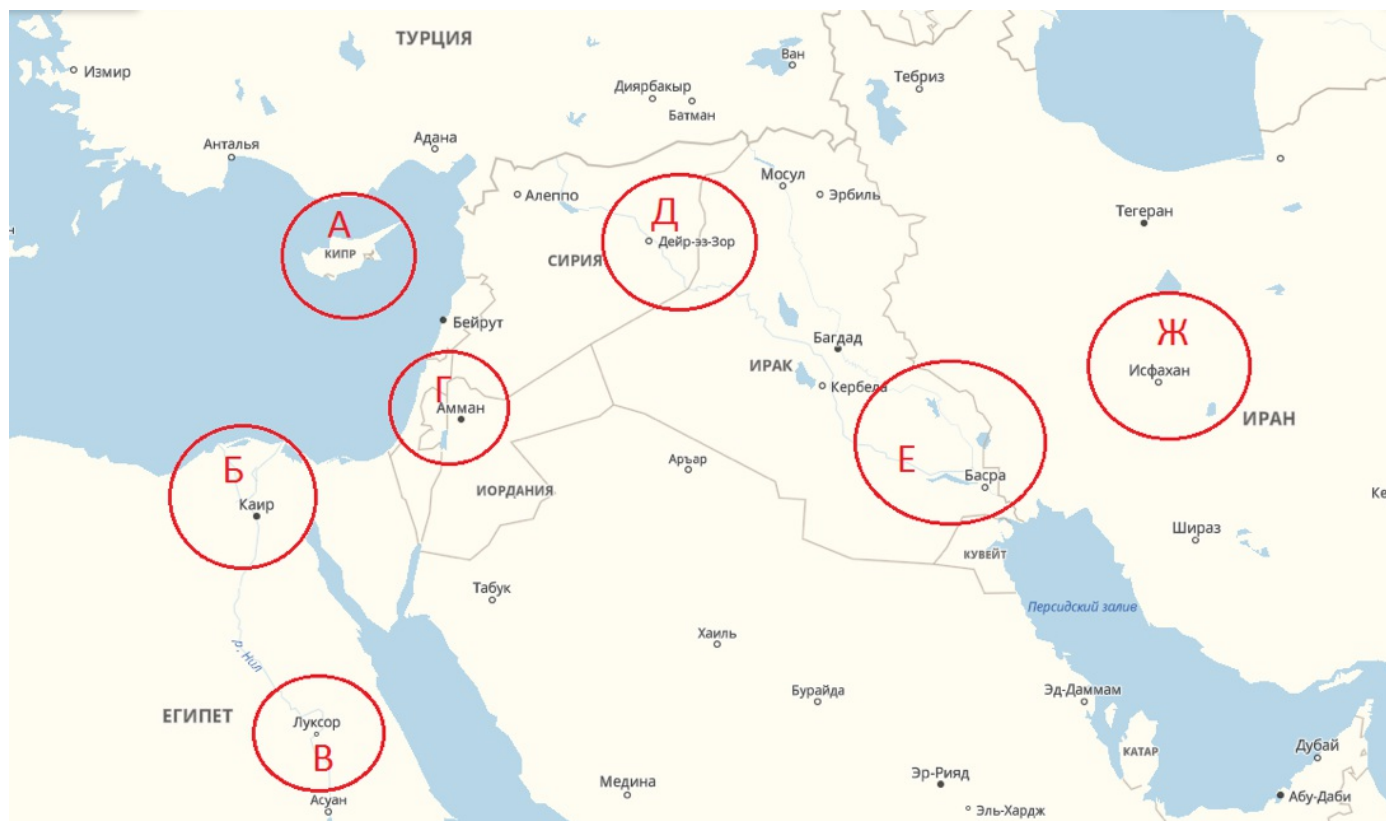 ТУРЦИЯ
Ван
Измир
Тебриз
Диярбакыр
Батман
Адана
Анталья
Мосул
Эрбиль
Алеппо
Тегеран
А
Д
КИПР
Дейр-эз-Зор
СИРИЯ
Бейрут
Ж
Багдад
ИРАК
Исфахан
Кербела
Г
Амман
ИРАН
Б
Е
Аръар
Басра
ИОРДАНИЯ
Ке
Каир
Шираз
КУВЕЙТ
Табук
Персидский залив
Хаиль
р. Нил
Бурайда
Эд-Даммам
ЕГИПЕТ
Луксор
В
КАТАР
Дубай
Медина
Эр-Рияд
Абу-Даби
Асуан
Эль-Хардж